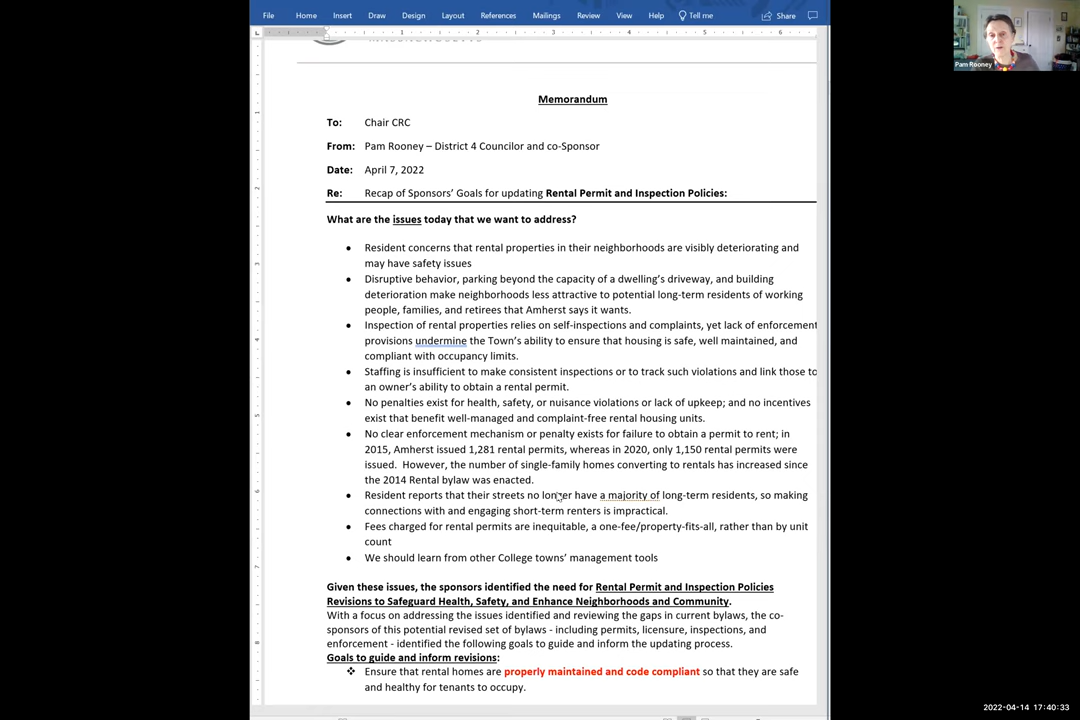 File Home Insert Draw Design Layout References Mailings Review View Help Tell me Share
Pam Rooney
Memorandum
To: Chair CRC
From: Pam Rooney – District 4 Councilor and co-Sponsor
Date: April 7, 2022
Re: Recap of Sponsors' Goals for updating Rental Permit and Inspection Policies:
What are the issues today that we want to address?
• Resident concerns that rental properties in their neighborhoods are visibly deteriorating and
may have safety issues
• Disruptive behavior, parking beyond the capacity of a dwelling's driveway, and building
deterioration make neighborhoods less attractive to potential long-term residents of working
people, families, and retirees that Amherst says it wants.
• Inspection of rental properties relies on self-inspections and complaints, yet lack of enforcement
provisions undermine the Town's ability to ensure that housing is safe, well maintained, and
compliant with occupancy limits.
• Staffing is insufficient to make consistent inspections or to track such violations and link those to
an owner's ability to obtain a rental permit.
• No penalties exist for health, safety, or nuisance violations or lack of upkeep; and no incentives
exist that benefit well-managed and complaint-free rental housing units.
• No clear enforcement mechanism or penalty exists for failure to obtain a permit to rent; in
2015, Amherst issued 1,281 rental permits, whereas in 2020, only 1,150 rental permits were
issued. However, the number of single-family homes converting to rentals has increased since
the 2014 Rental bylaw was enacted.
• Resident reports that their streets no longer have a majority of long-term residents, so making
connections with and engaging short-term renters is impractical.
• Fees charged for rental permits are inequitable, a one-fee/property-fits-all, rather than by unit
count
• We should learn from other College towns' management tools
Given these issues, the sponsors identified the need for Rental Permit and Inspection Policies
Revisions to Safeguard Health, Safety, and Enhance Neighborhoods and Community.
With a focus on addressing the issues identified and reviewing the gaps in current bylaws, the co-
sponsors of this potential revised set of bylaws - including permits, licensure, inspections, and
enforcement - identified the following goals to guide and inform the updating process.
Goals to guide and inform revisions:
❖ Ensure that rental homes are properly maintained and code compliant so that they are safe
and healthy for tenants to occupy.
2022-04-14 17:40:33